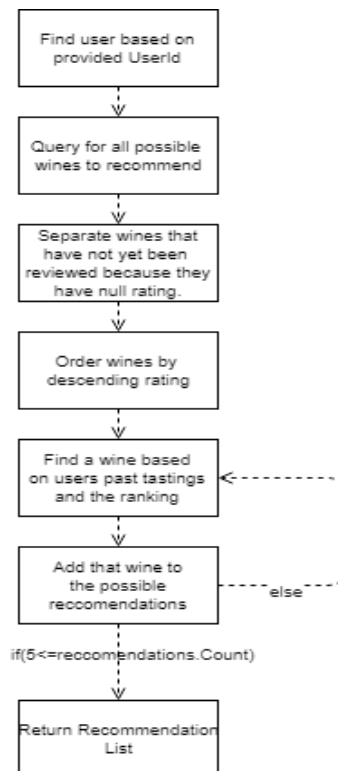 Find user based on
provided UserId
Query for all possible
wines to recommend
Separate wines that
have not yet been
reviewed because they
have null rating.
Order wines by
descending rating
Find a wine based
on users past tastings
and the ranking
Add that wine to
the possible
reccomendations
else
if(5<=reccomendations.Count)
Return Recommendation
List